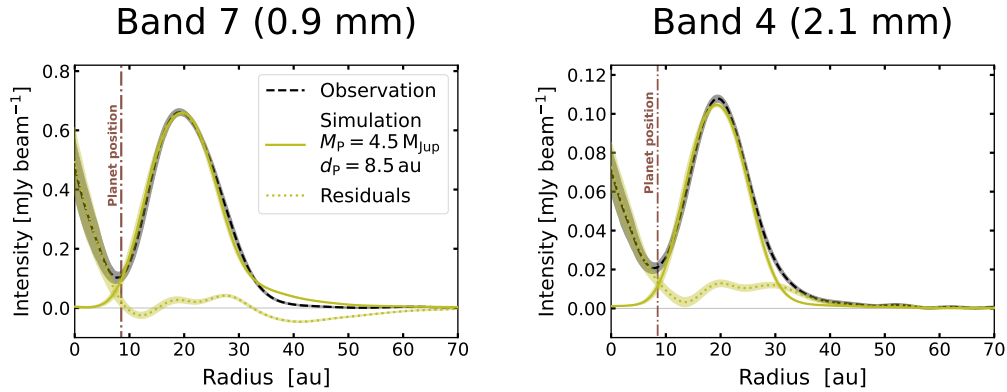 Band 7 (0.9 mm)
0.8
0.6
0.4
0.2
0.0
Intensity [mJy beam⁻¹]
Planet position
Observation
Simulation
M_P = 4.5 M_Jup
d_P = 8.5 au
Residuals
0 10 20 30 40 50 60 70
Radius [au]
Band 4 (2.1 mm)
0.12
0.10
0.08
0.06
0.04
0.02
0.00
Intensity [mJy beam⁻¹]
Planet position
0 10 20 30 40 50 60 70
Radius [au]